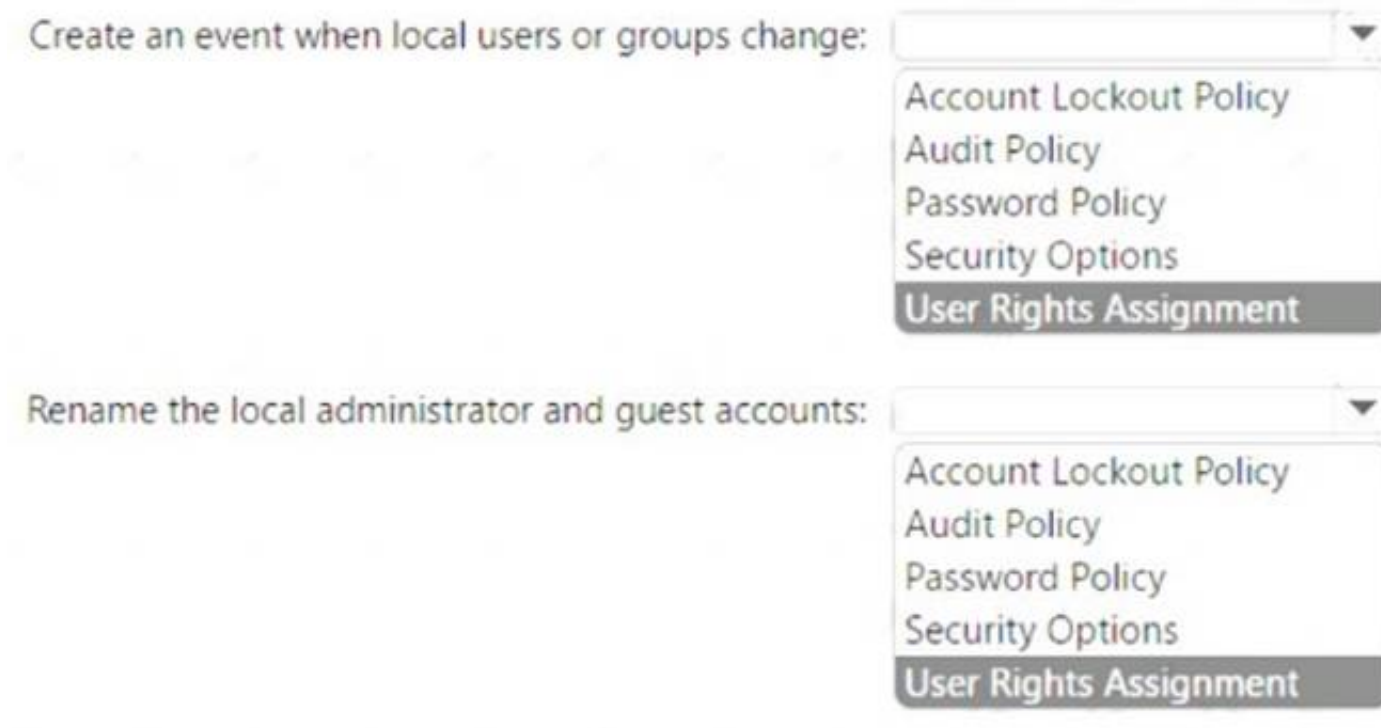 Create an event when local users or groups change:
Account Lockout Policy
Audit Policy
Password Policy
Security Options
User Rights Assignment
Rename the local administrator and guest accounts:
Account Lockout Policy
Audit Policy
Password Policy
Security Options
User Rights Assignment